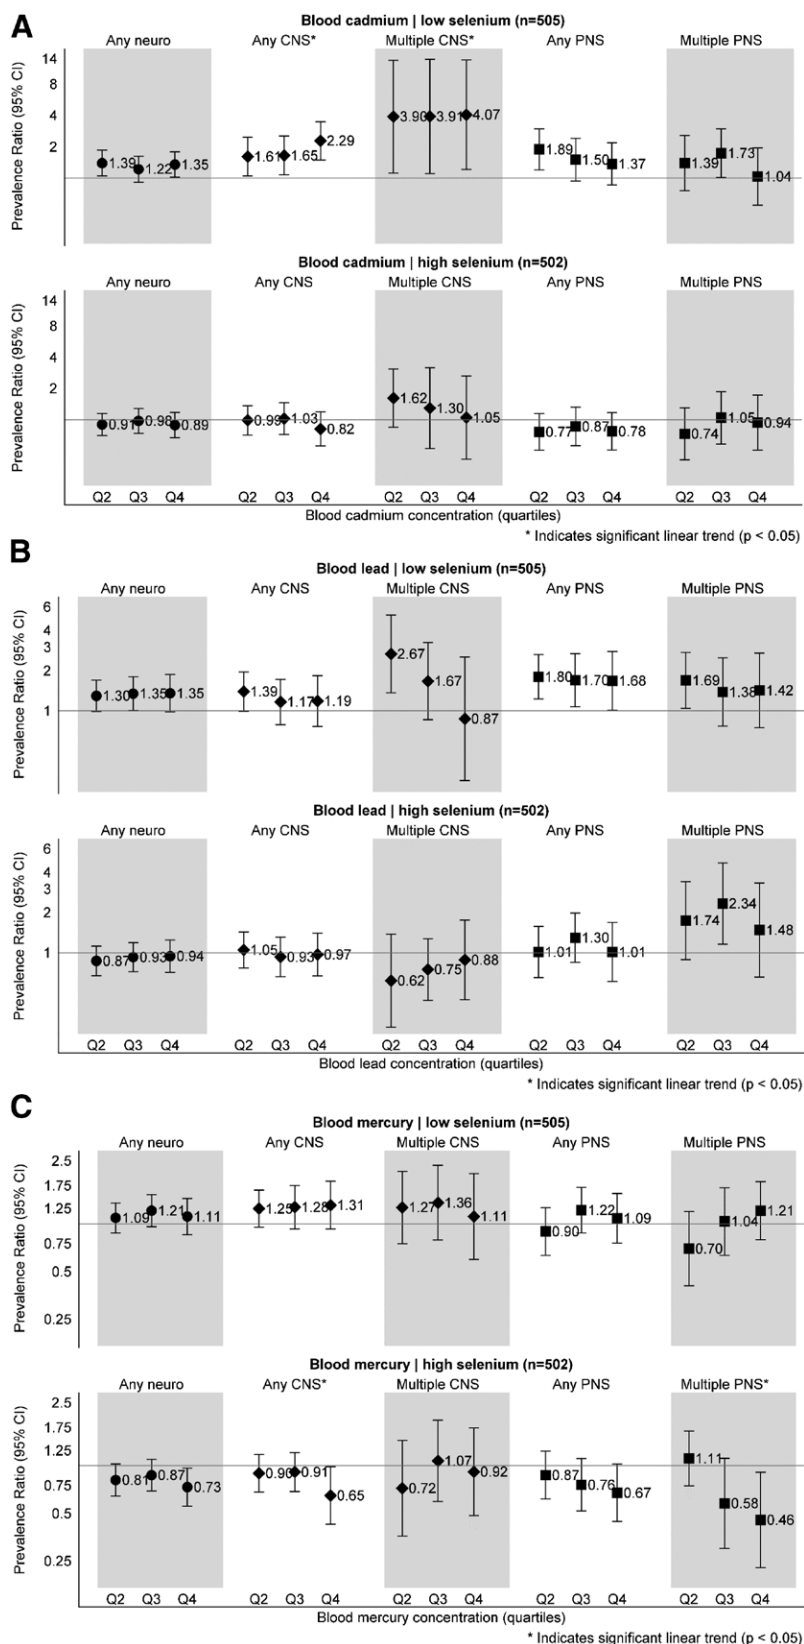 A
Blood cadmium | low selenium (n=505)
Any neuro Any CNS* Multiple CNS* Any PNS Multiple PNS
Prevalence Ratio (95% CI)
14
8
4
2
1.39 1.22 1.35 1.61 1.65 2.29 3.90 3.91 4.07 1.89 1.50 1.37 1.39 1.73 1.04
Blood cadmium | high selenium (n=502)
Any neuro Any CNS Multiple CNS Any PNS Multiple PNS
Prevalence Ratio (95% CI)
14
8
4
2
0.91 0.98 0.89 0.99 1.03 0.82 1.62 1.30 1.05 0.77 0.87 0.78 0.74 1.05 0.94
Q2 Q3 Q4 Q2 Q3 Q4 Q2 Q3 Q4 Q2 Q3 Q4 Q2 Q3 Q4
Blood cadmium concentration (quartiles)
* Indicates significant linear trend (p < 0.05)
B
Blood lead | low selenium (n=505)
Any neuro Any CNS Multiple CNS Any PNS Multiple PNS
Prevalence Ratio (95% CI)
6
4
3
2
1
1.30 1.35 1.35 1.39 1.17 1.19 2.67 1.67 0.87 1.80 1.70 1.68 1.69 1.38 1.42
Blood lead | high selenium (n=502)
Any neuro Any CNS Multiple CNS Any PNS Multiple PNS
Prevalence Ratio (95% CI)
6
4
3
2
1
0.87 0.93 0.94 1.05 0.93 0.97 0.62 0.75 0.88 1.01 1.30 1.01 1.74 2.34 1.48
Q2 Q3 Q4 Q2 Q3 Q4 Q2 Q3 Q4 Q2 Q3 Q4 Q2 Q3 Q4
Blood lead concentration (quartiles)
* Indicates significant linear trend (p < 0.05)
C
Blood mercury | low selenium (n=505)
Any neuro Any CNS Multiple CNS Any PNS Multiple PNS
Prevalence Ratio (95% CI)
2.5
1.75
1.25
0.75
0.5
0.25
1.09 1.21 1.11 1.25 1.28 1.31 1.27 1.36 1.11 0.90 1.22 1.09 0.70 1.04 1.21
Blood mercury | high selenium (n=502)
Any neuro Any CNS* Multiple CNS Any PNS Multiple PNS*
Prevalence Ratio (95% CI)
2.5
1.75
1.25
0.75
0.5
0.25
0.81 0.87 0.73 0.90 0.91 0.65 0.72 1.07 0.92 0.87 0.76 0.67 1.11 0.58 0.46
Q2 Q3 Q4 Q2 Q3 Q4 Q2 Q3 Q4 Q2 Q3 Q4 Q2 Q3 Q4
Blood mercury concentration (quartiles)
* Indicates significant linear trend (p < 0.05)